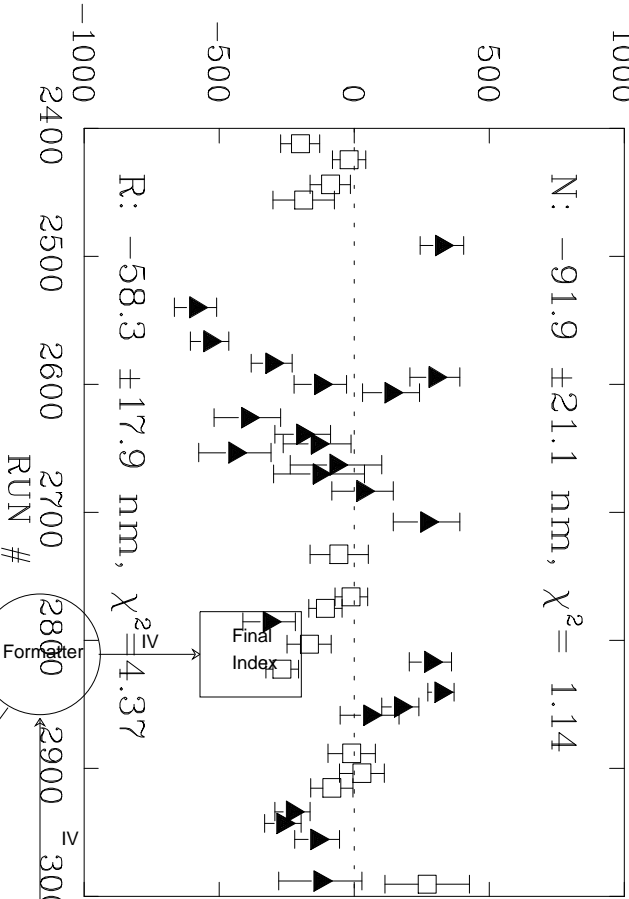 −1000
−500
0
500
1000
2400
2500
2600
2700
2800
2900
RUN #
N: −91.9 ±21.1 nm, χ²= 1.14
R: −58.3 ±17.9 nm, χ²=4.37
Formatter
IV
Final
Index
IV